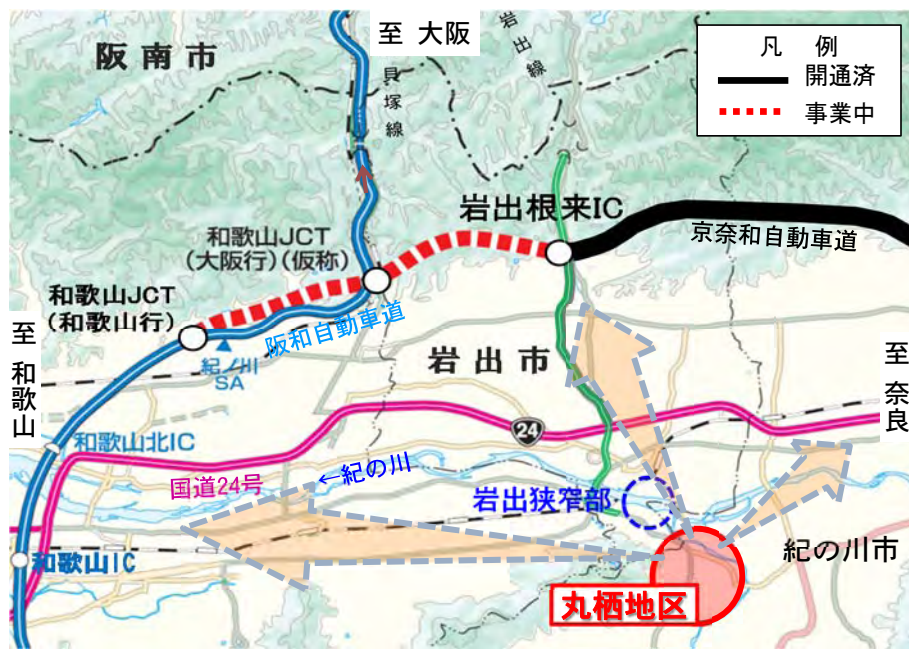 阪南市
至 大阪
岩出線
貝塚線
凡 例
開通済
事業中
岩出根来IC
京奈和自動車道
和歌山JCT
(大阪行)(仮称)
和歌山JCT
(和歌山行)
阪和自動車道
紀ノ川
SA
至 和歌山
岩出市
至 奈良
24
和歌山北IC
国道24号
←紀の川
岩出狭窄部
和歌山IC
紀の川市
丸栖地区